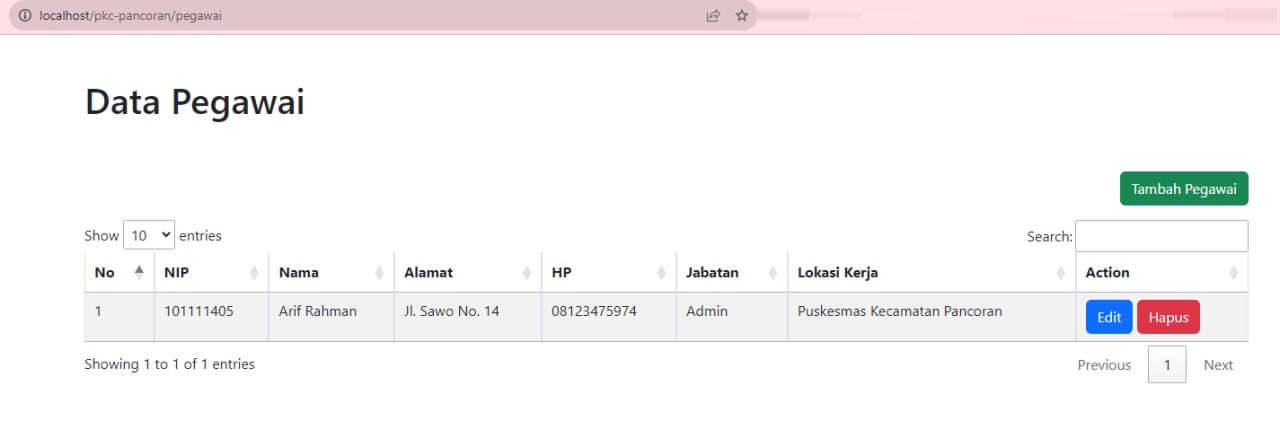 localhost/pkc-pancoran/pegawai
Data Pegawai
Tambah Pegawai
Show 10 entries
Search:
No NIP Nama Alamat HP Jabatan Lokasi Kerja Action
1 101111405 Arif Rahman Jl. Sawo No. 14 08123475974 Admin Puskesmas Kecamatan Pancoran Edit Hapus
Showing 1 to 1 of 1 entries
Previous 1 Next